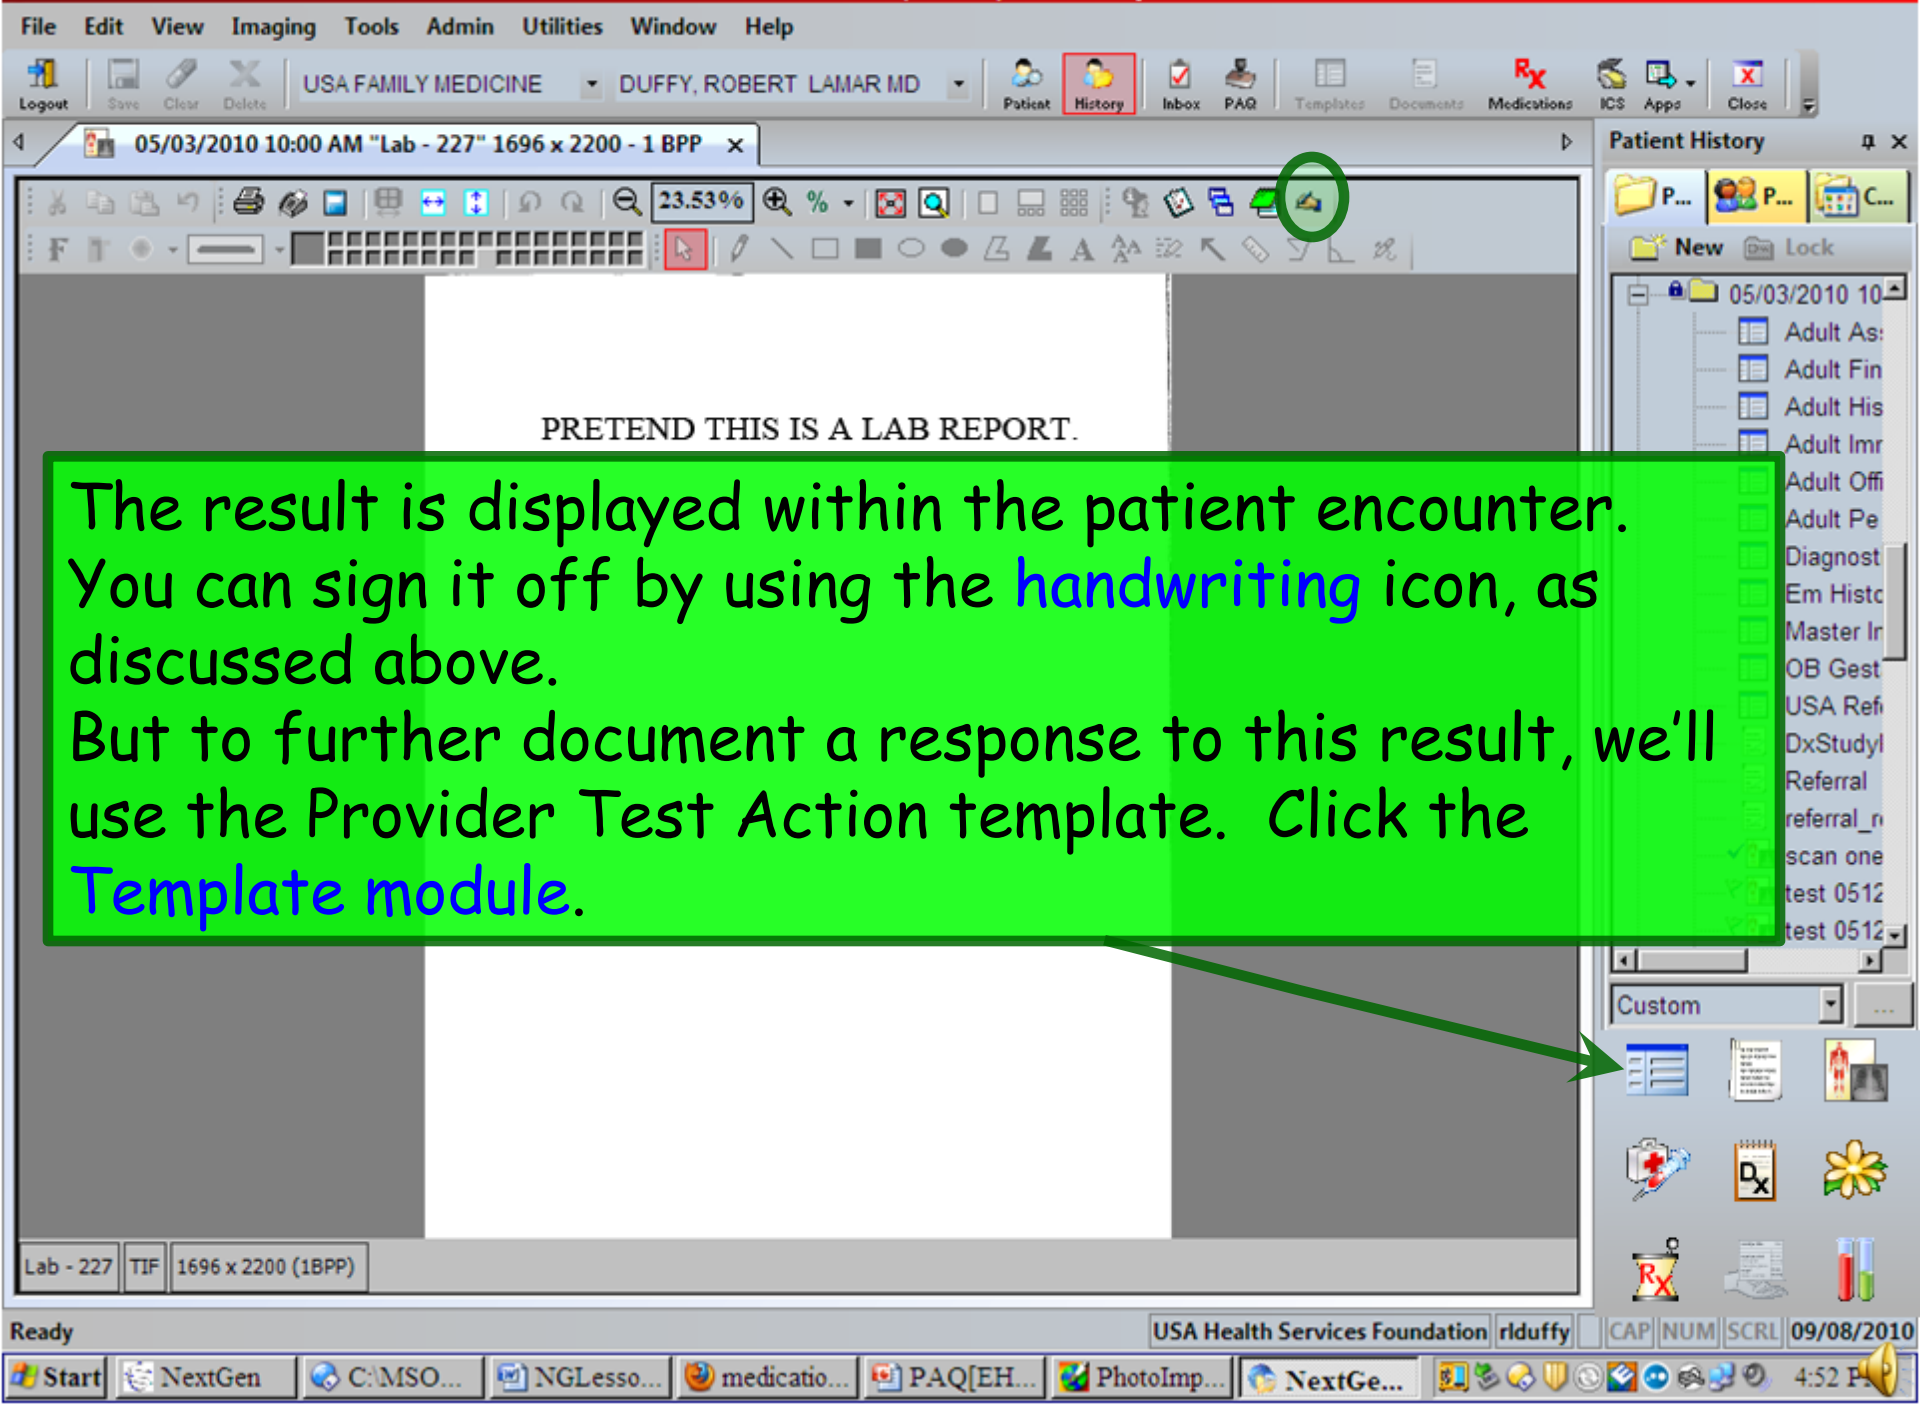 File Edit View Imaging Tools Admin Utilities Window Help
Logout Save Clear Delete USA FAMILY MEDICINE DUFFY, ROBERT LAMAR MD Patient History Inbox PAQ Templates Documents Medications ICS Apps Close
05/03/2010 10:00 AM "Lab - 227" 1696 x 2200 - 1 BPP x
Patient History
23.53% %
P... P... C...
New Lock
05/03/2010 10
Adult As
Adult Fin
Adult His
Adult Imr
Adult Offi
Adult Pe
Diagnost
Em Histo
Master Ir
OB Gest
USA Ref
DxStudy
Referral
referral_r
scan one
test 0512
test 0512
PRETEND THIS IS A LAB REPORT.
The result is displayed within the patient encounter.
You can sign it off by using the handwriting icon, as
discussed above.
But to further document a response to this result, we'll
use the Provider Test Action template. Click the
Template module.
Custom ...
Dx
Rx
Lab - 227 TIF 1696 x 2200 (1BPP)
Ready USA Health Services Foundation rlduffy CAP NUM SCRL 09/08/2010
Start NextGen C:\MSO... NGLesso... medicatio... PAQ[EH... PhotoImp... NextGe... 4:52